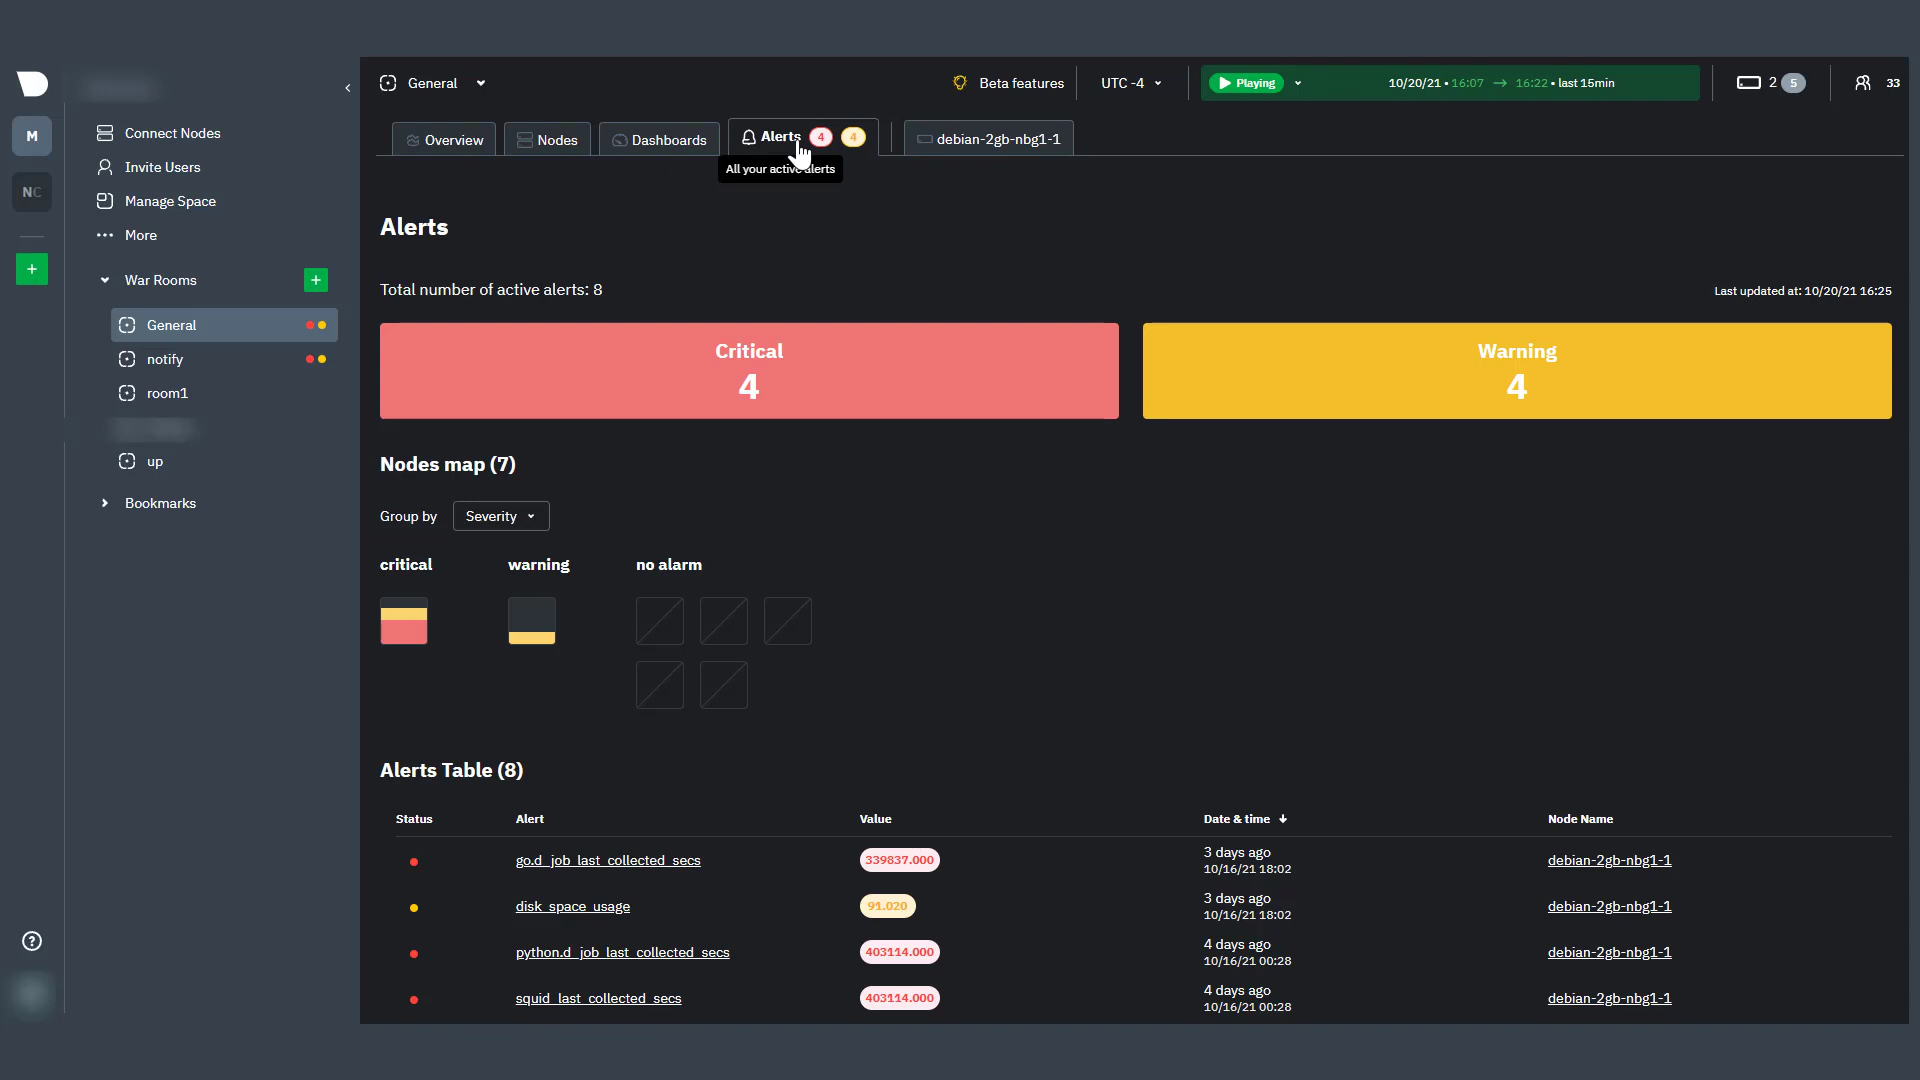 General
Beta features
UTC -4
Playing
10/20/21 • 16:07 → 16:22 • last 15min
2 5
33
M
NC
+
Connect Nodes
Invite Users
Manage Space
More
War Rooms
+
General
notify
room1
up
Bookmarks
Overview
Nodes
Dashboards
Alerts 4 4
debian-2gb-nbg1-1
All your active alerts
Alerts
Total number of active alerts: 8
Last updated at: 10/20/21 16:25
Critical
4
Warning
4
Nodes map (7)
Group by Severity
critical warning no alarm
Alerts Table (8)
Status Alert Value Date & time Node Name
go.d_job_last_collected_secs 339837.000 3 days ago debian-2gb-nbg1-1
10/16/21 18:02
disk_space_usage 91.020 3 days ago debian-2gb-nbg1-1
10/16/21 18:02
python.d_job_last_collected_secs 403114.000 4 days ago debian-2gb-nbg1-1
10/16/21 00:28
squid_last_collected_secs 403114.000 4 days ago debian-2gb-nbg1-1
10/16/21 00:28